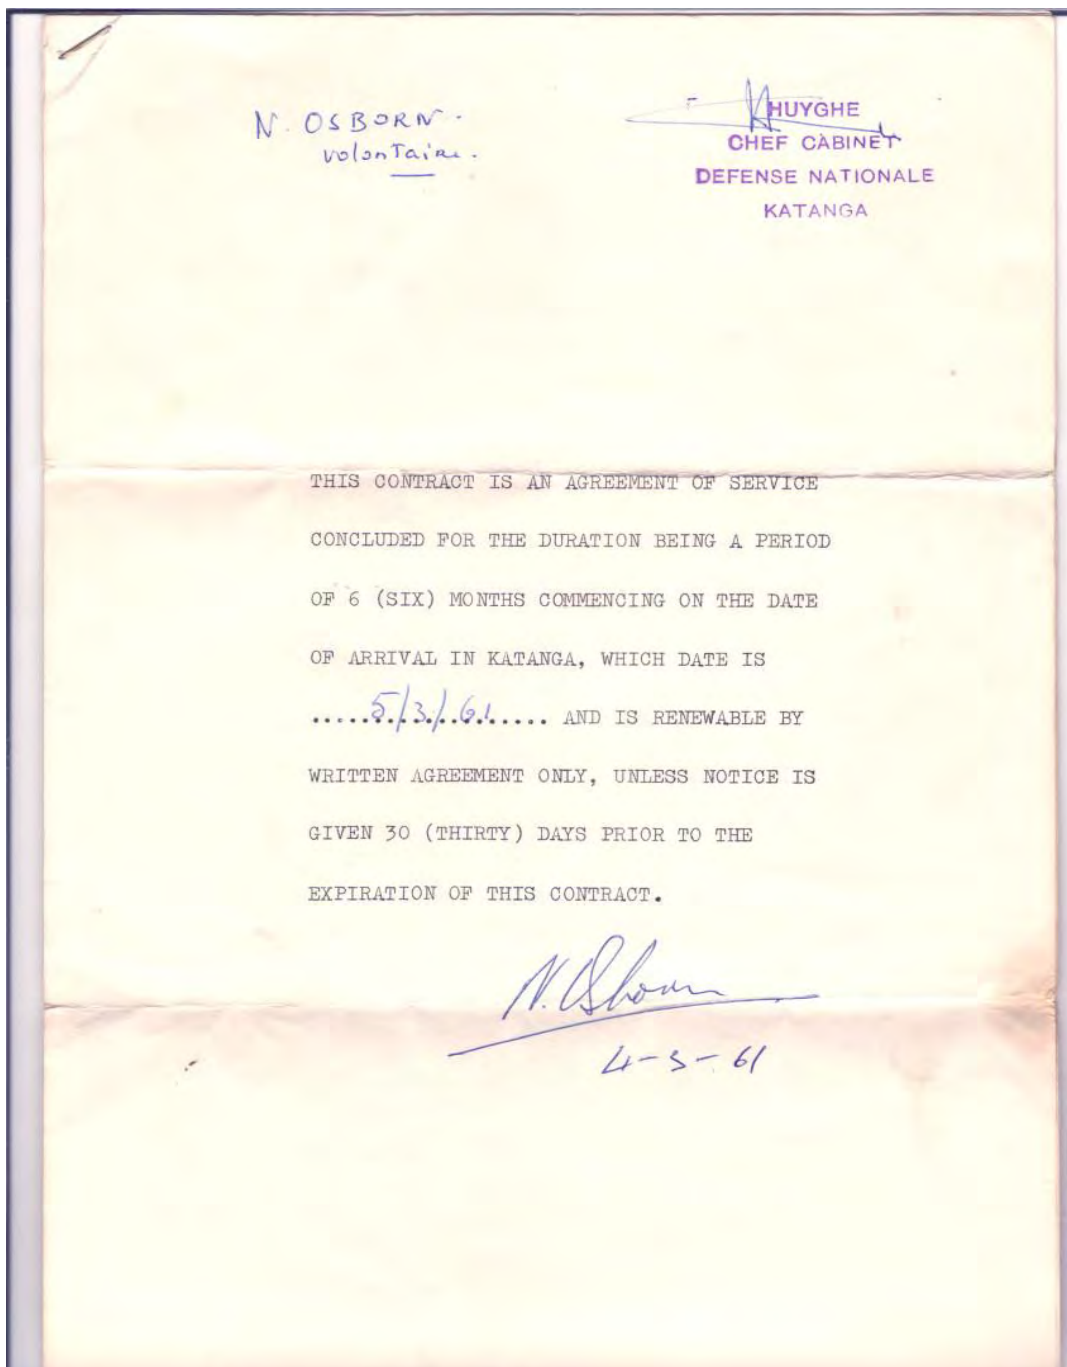 N. OSBORN.
volontaire.
HUYGHE
CHEF CABINET
DEFENSE NATIONALE
KATANGA
THIS CONTRACT IS AN AGREEMENT OF SERVICE
CONCLUDED FOR THE DURATION BEING A PERIOD
OF 6 (SIX) MONTHS COMMENCING ON THE DATE
OF ARRIVAL IN KATANGA, WHICH DATE IS
.....5/3/61..... AND IS RENEWABLE BY
WRITTEN AGREEMENT ONLY, UNLESS NOTICE IS
GIVEN 30 (THIRTY) DAYS PRIOR TO THE
EXPIRATION OF THIS CONTRACT.
N. Osborn
4-3-61